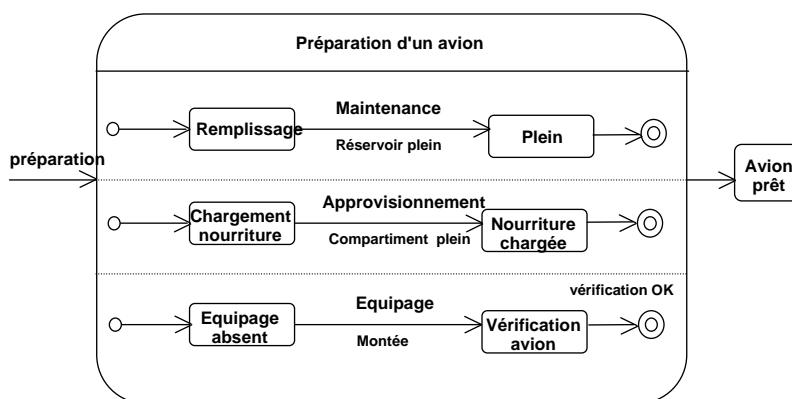 Préparation d'un avion
Maintenance
Remplissage
Réservoir plein
Plein
préparation
Avion
prêt
Approvisionnement
Chargement
nourriture
Compartiment plein
Nourriture
chargée
vérification OK
Equipage
Equipage
absent
Montée
Vérification
avion